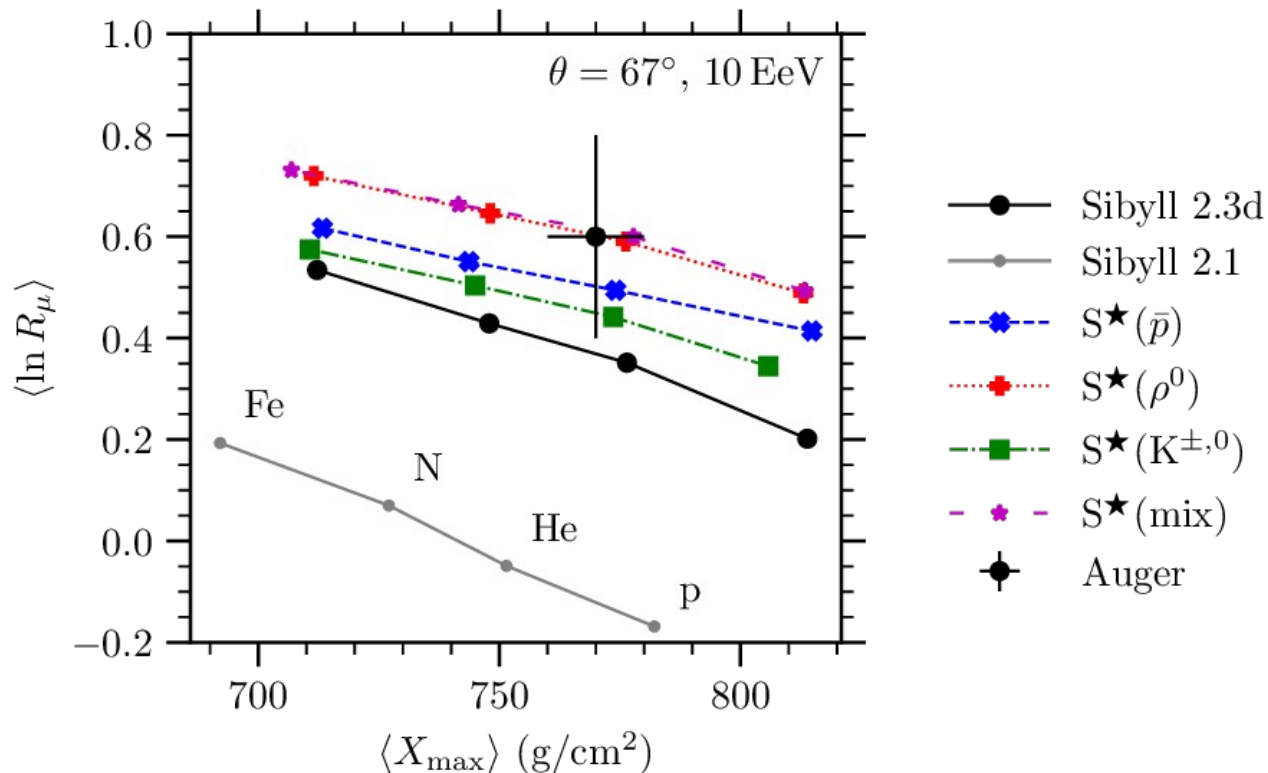 θ = 67°, 10 EeV
1.0
0.8
0.6
0.4
0.2
0.0
−0.2
⟨ln R_μ⟩
Fe
N
He
p
700 750 800
⟨X_max⟩ (g/cm²)
Sibyll 2.3d
Sibyll 2.1
S★(p̄)
S★(ρ⁰)
S★(K^±,0)
S★(mix)
Auger